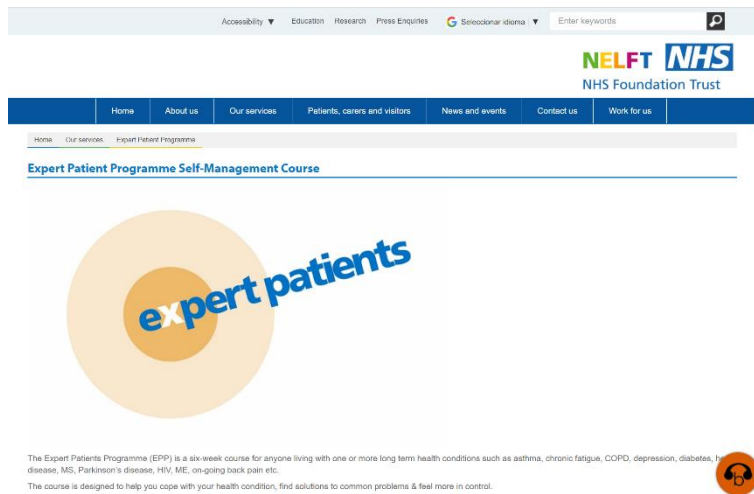 Accessibility ▼ Education Research Press Enquiries G Seleccionar idioma ▼ Enter keywords
NELFT NHS
NHS Foundation Trust
Home About us Our services Patients, carers and visitors News and events Contact us Work for us
Home Our services Expert Patient Programme
Expert Patient Programme Self-Management Course
expert patients
The Expert Patients Programme (EPP) is a six-week course for anyone living with one or more long term health conditions such as asthma, chronic fatigue, COPD, depression, diabetes,
disease, MS, Parkinson's disease, HIV, ME, on-going back pain etc.
The course is designed to help you cope with your health condition, find solutions to common problems & feel more in control.